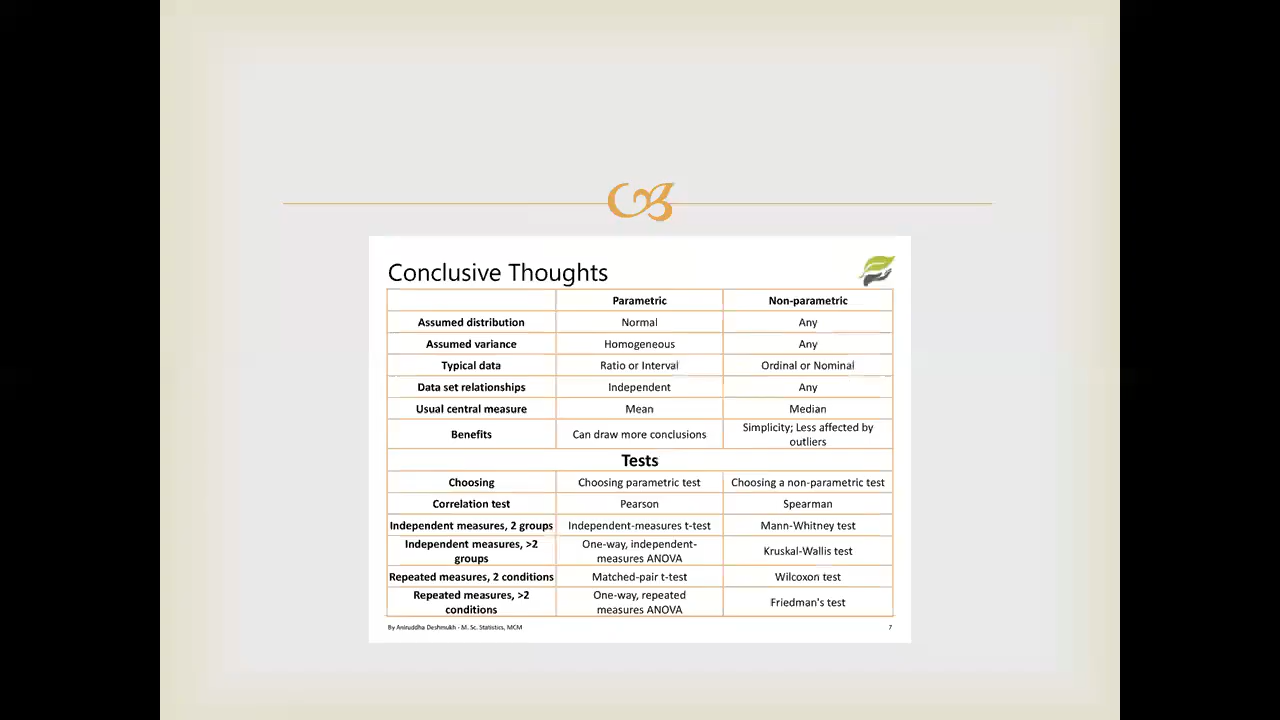 Conclusive Thoughts
Parametric Non-parametric
Assumed distribution Normal Any
Assumed variance Homogeneous Any
Typical data Ratio or Interval Ordinal or Nominal
Data set relationships Independent Any
Usual central measure Mean Median
Benefits Can draw more conclusions Simplicity; Less affected by
outliers
Tests
Choosing Choosing parametric test Choosing a non-parametric test
Correlation test Pearson Spearman
Independent measures, 2 groups Independent-measures t-test Mann-Whitney test
Independent measures, >2
groups
One-way, independent-
measures ANOVA
Kruskal-Wallis test
Repeated measures, 2 conditions Matched-pair t-test Wilcoxon test
Repeated measures, >2
conditions
One-way, repeated
measures ANOVA
Friedman's test
By Aniruddha Deshmukh - M. Sc. Statistics, MCM
7